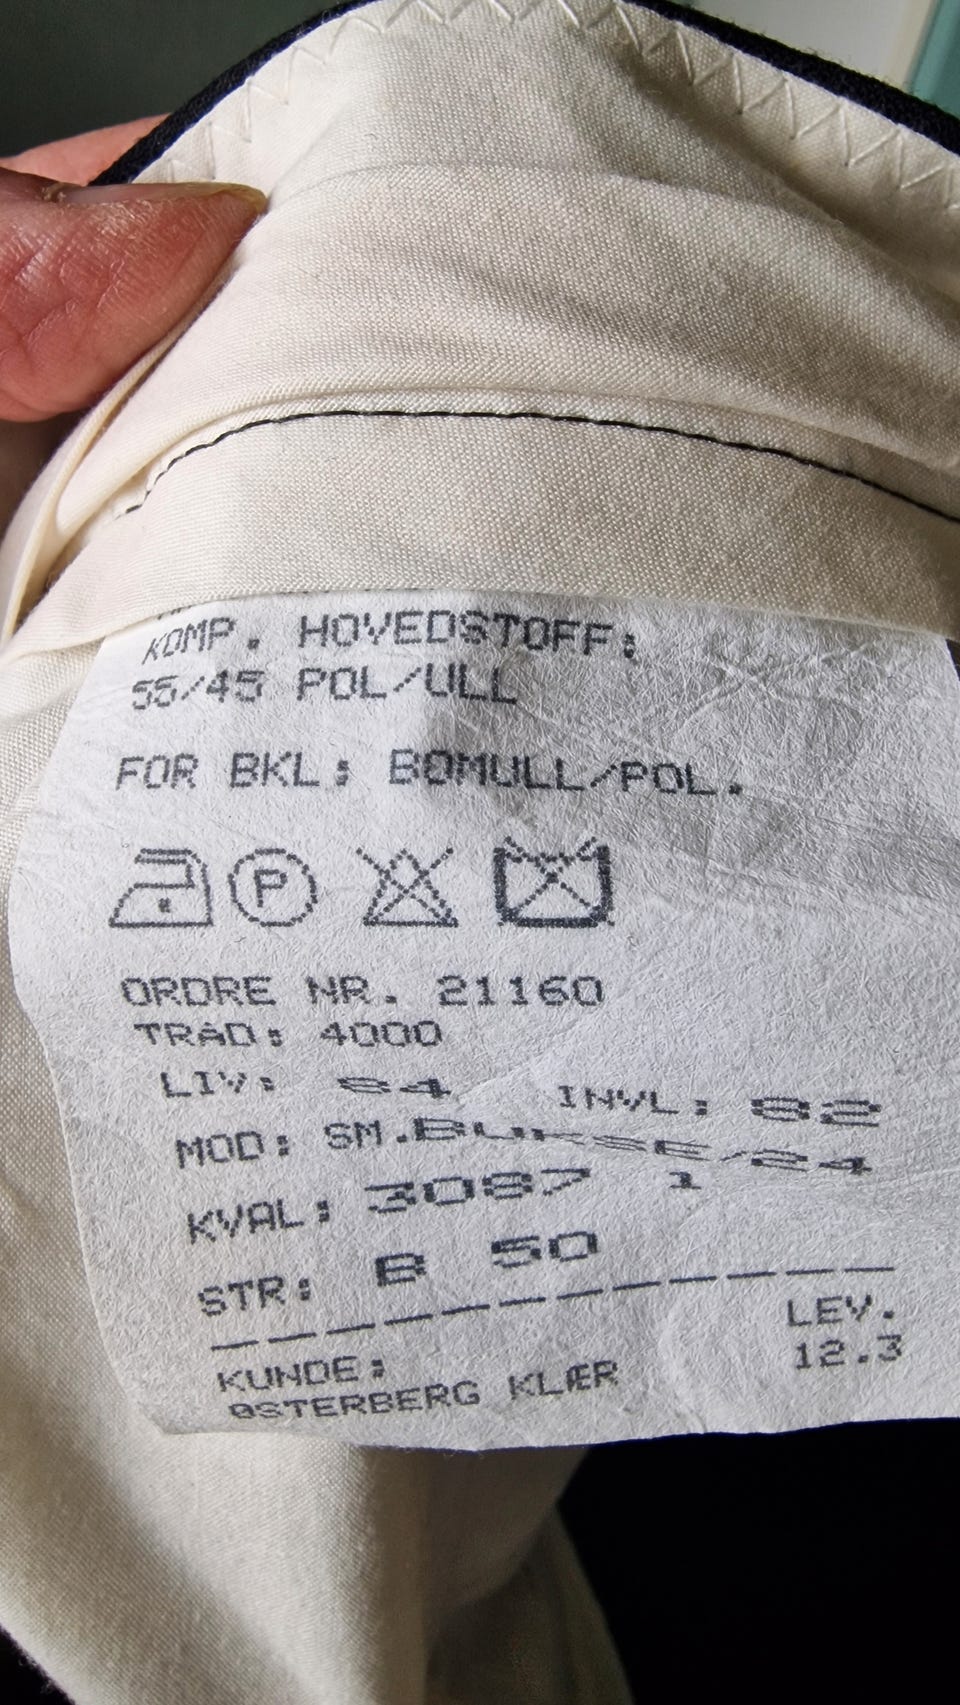 KOMP. HOVEDSTOFF:
55/45 POL/ULL
FOR BKL: BOMULL/POL.
P
ORDRE NR. 21160
TRÅD: 4000
LIV: 84 INVL: 82
MOD: SM.BUKSE/24
KVAL: 3087 1
STR: B 50
LEV.
12.3
KUNDE:
ØSTERBERG KLÆR